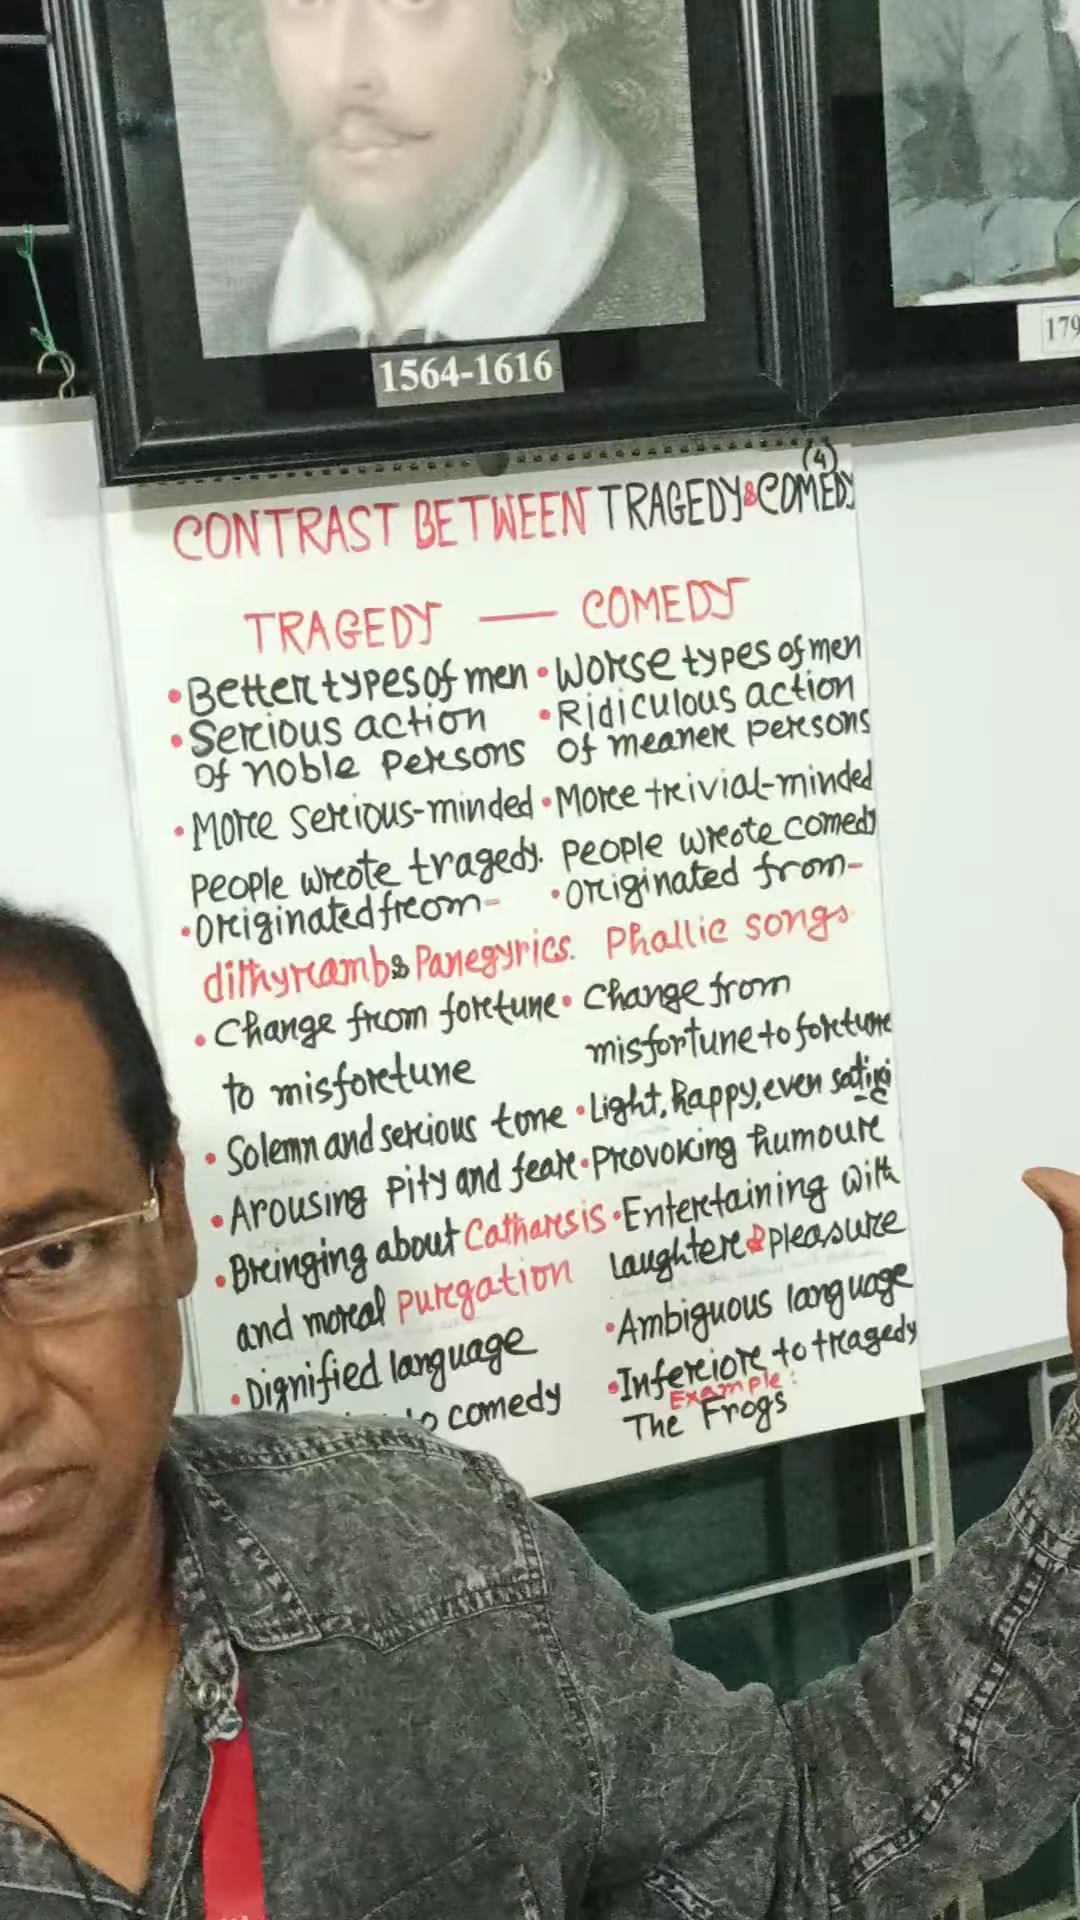 1564-1616
179
(4)
CONTRAST BETWEEN TRAGEDY & COMEDY
TRAGEDY — COMEDY
• Better types of men
• Serious action
of noble Persons
• More serious-minded
People wrote tragedy.
• Originated from-
dithyramb & Panegyrics.
• Change from fortune
to misfortune
• Solemn and serious tone
• Arousing pity and fear
• Bringing about Catharsis
and moral purgation
• Dignified language
to comedy
• Worse types of men
• Ridiculous action
of meaner persons
• More trivial-minded
People wrote comedy
• Originated from-
Phallic songs
• Change from
misfortune to fortune
• Light, happy, even satiri
-c
• Provoking humour
• Entertaining with
laughter & pleasure
• Ambiguous language
• Inferior to tragedy
Example:
The Frogs